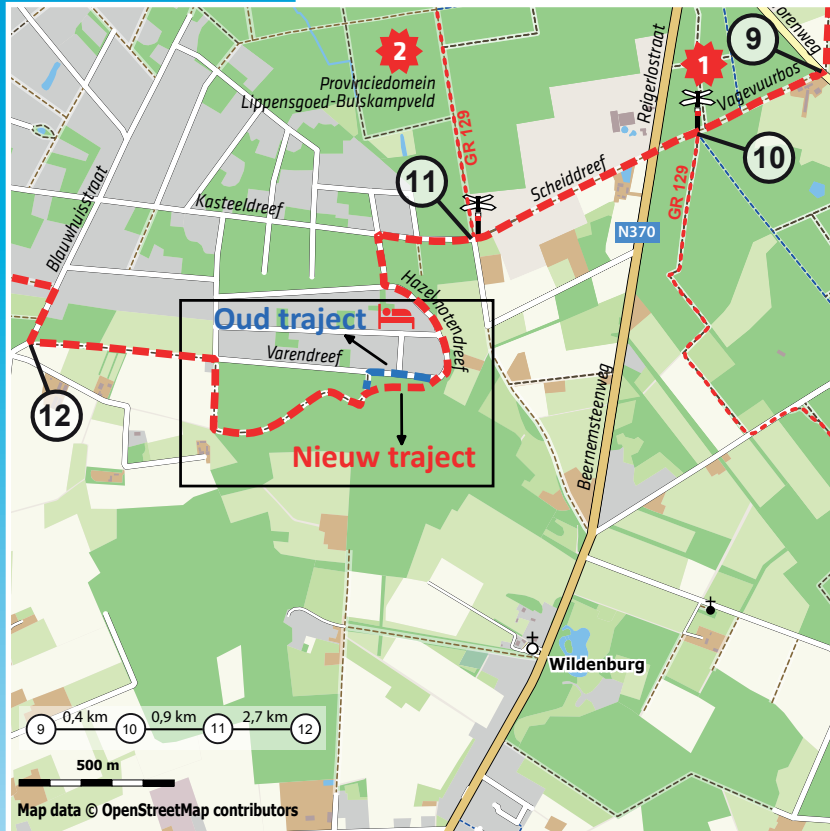 2
Provinciedomein
Lippensgoed-Bulskampveld
GR 129
11
Reigerlostraat
1
9
orenweg
Vagevuurbos
10
Scheiddreef
GR 129
N370
Blauwhuisstraat
Kasteeldreef
Hazelnotendreef
Oud traject
Varendreef
12
Nieuw traject
Beernemsteenweg
Wildenburg
9 0,4 km 10 0,9 km 11 2,7 km 12
500 m
Map data © OpenStreetMap contributors